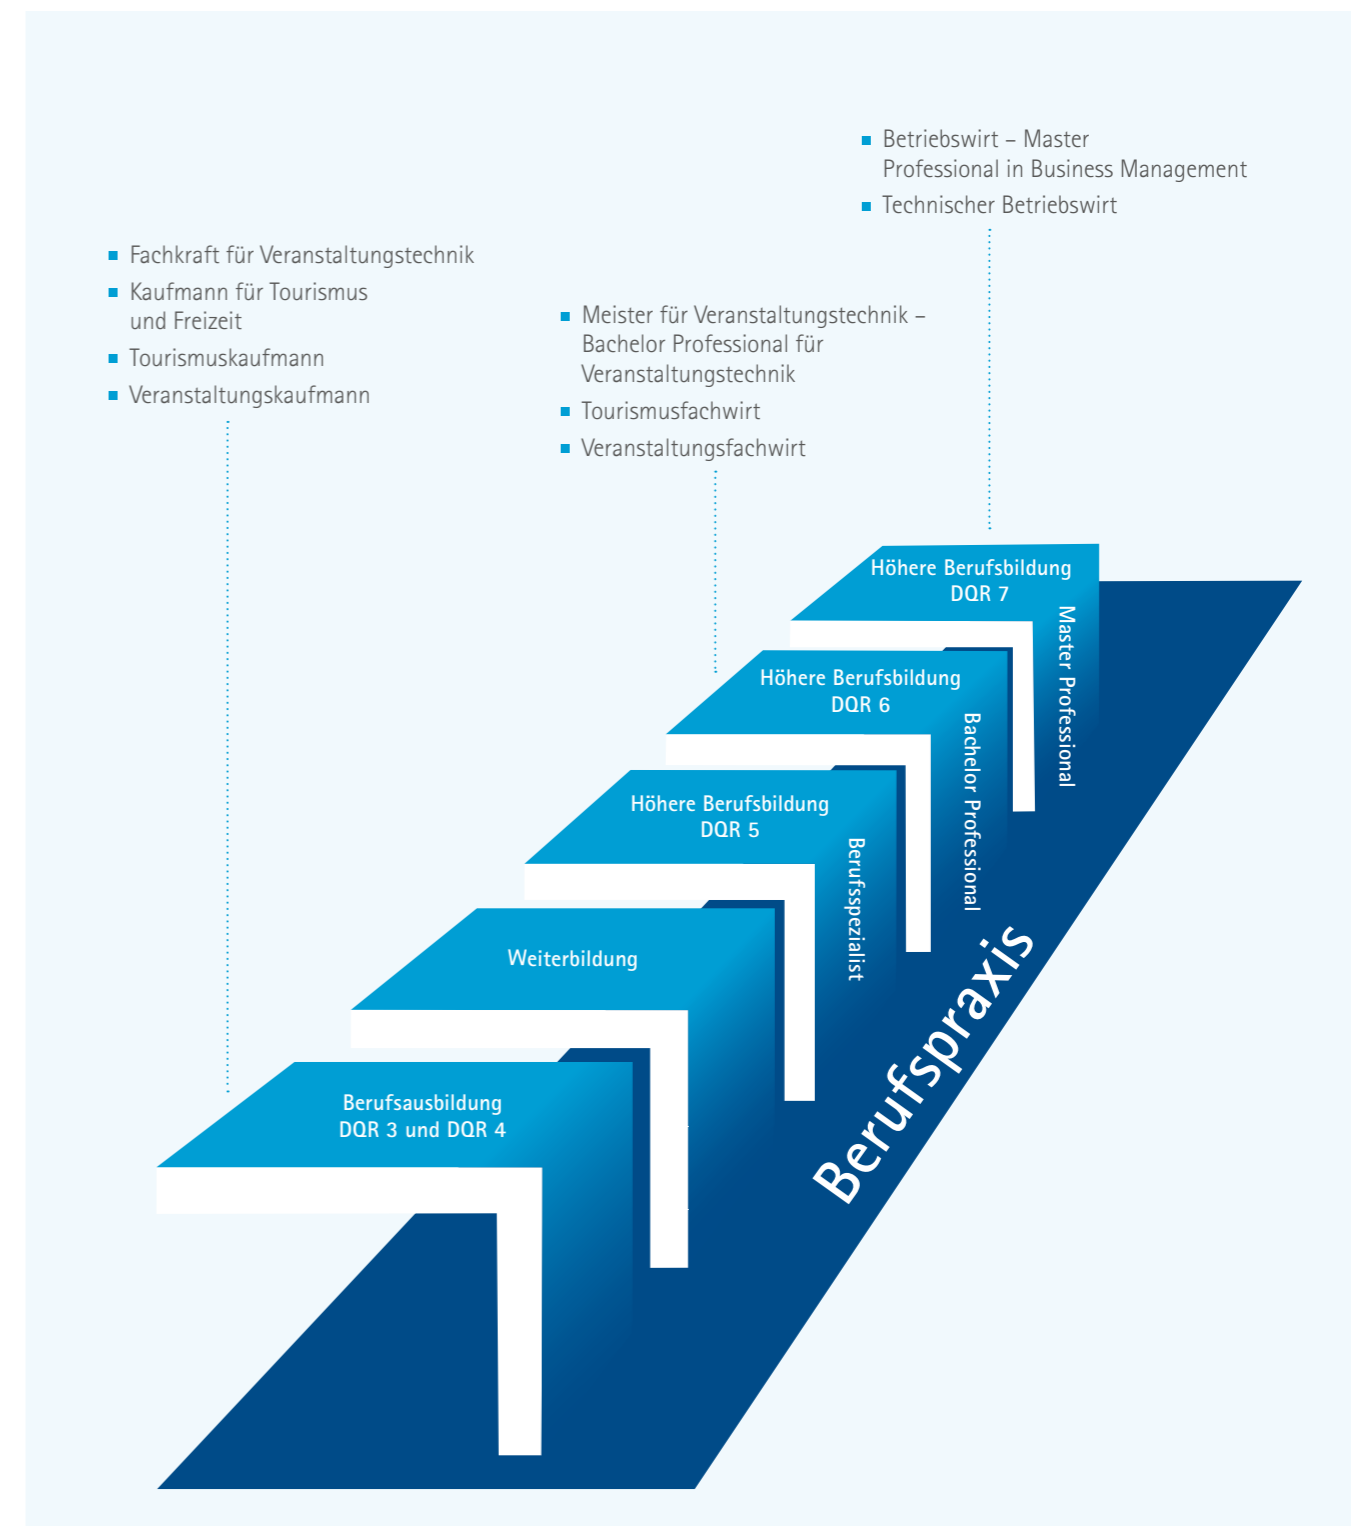 Betriebswirt – Master
Professional in Business Management
Technischer Betriebswirt
Fachkraft für Veranstaltungstechnik
Kaufmann für Tourismus
und Freizeit
Tourismuskaufmann
Veranstaltungskaufmann
Meister für Veranstaltungstechnik –
Bachelor Professional für
Veranstaltungstechnik
Tourismusfachwirt
Veranstaltungsfachwirt
Höhere Berufsbildung
DQR 7
Master Professional
Höhere Berufsbildung
DQR 6
Bachelor Professional
Höhere Berufsbildung
DQR 5
Berufsspezialist
Weiterbildung
Berufsausbildung
DQR 3 und DQR 4
Berufspraxis